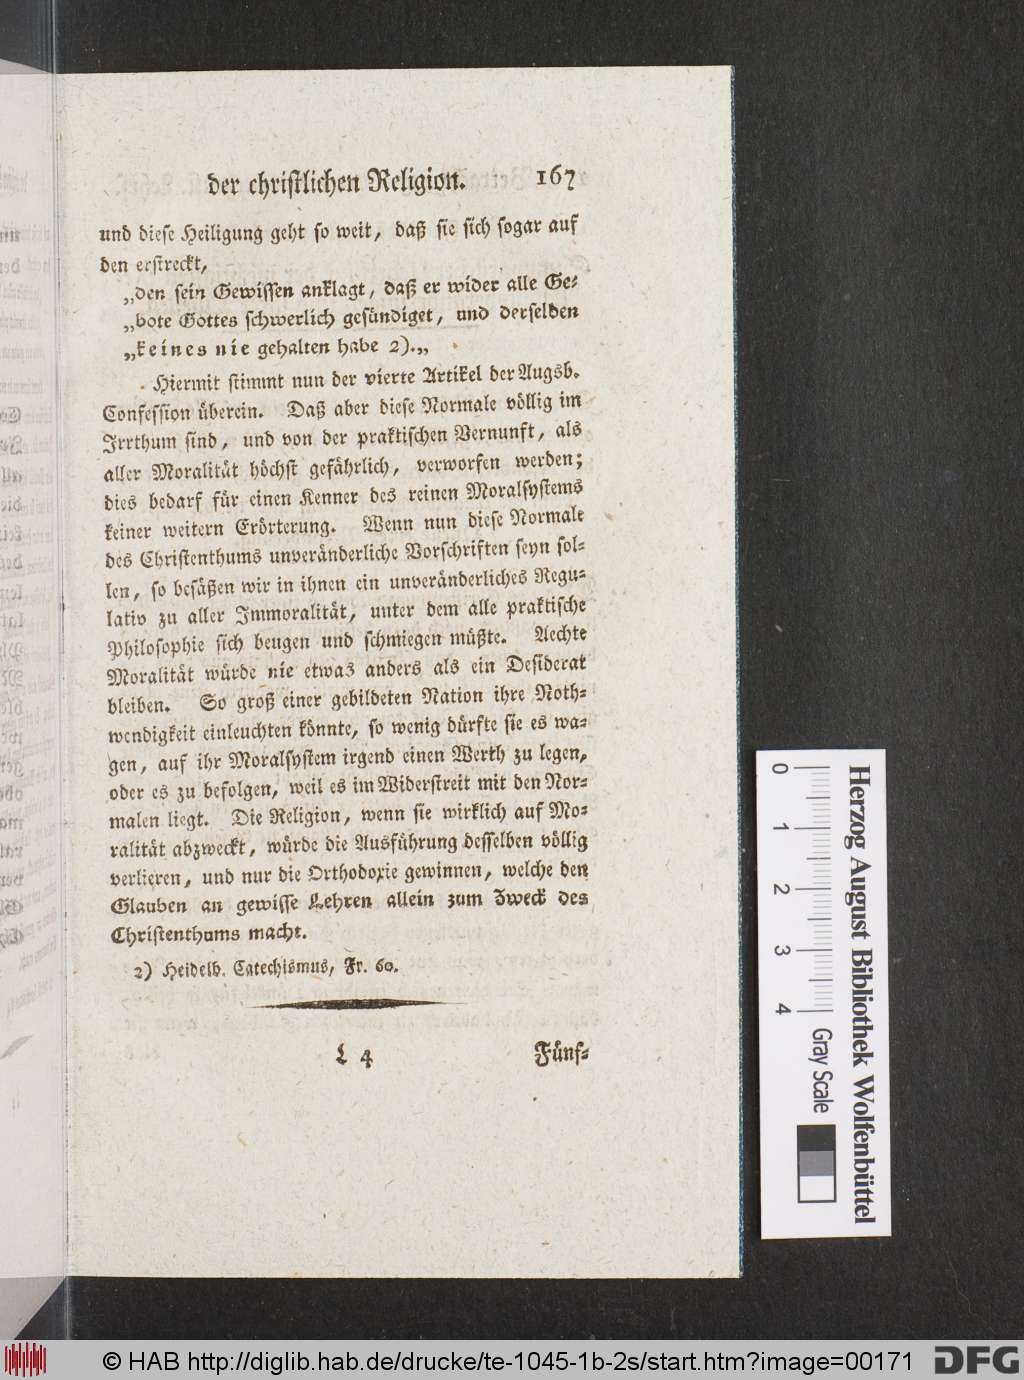 der christlichen Religion. 167
und diese Heiligung geht so weit, daß sie sich sogar auf
den erstreckt,
„den sein Gewissen anklagt, daß er wider alle Ge-
„bote Gottes schwerlich gesündiget, und derselben
„keines nie gehalten habe 2).„
Hiermit stimmt nun der vierte Artikel der Augsb.
Confession überein. Daß aber diese Normale völlig im
Irrthum sind, und von der praktischen Vernunft, als
aller Moralität höchst gefährlich, verworfen werden;
dies bedarf für einen Kenner des reinen Moralsystems
keiner weitern Erörterung. Wenn nun diese Normale
des Christenthums unveränderliche Vorschriften seyn sol-
len, so besäßen wir in ihnen ein unveränderliches Regu-
lativ zu aller Immoralität, unter dem alle praktische
Philosophie sich beugen und schmiegen müßte. Aechte
Moralität würde nie etwas anders als ein Desiderat
bleiben. So groß einer gebildeten Nation ihre Noth-
wendigkeit einleuchten könnte, so wenig dürfte sie es wa-
gen, auf ihr Moralsystem irgend einen Werth zu legen,
oder es zu befolgen, weil es im Widerstreit mit den Nor-
malen liegt. Die Religion, wenn sie wirklich auf Mo-
ralität abzweckt, würde die Ausführung desselben völlig
verlieren, und nur die Orthodoxie gewinnen, welche den
Glauben an gewisse Lehren allein zum Zweck des
Christenthums macht.
2) Heidelb. Catechismus, Fr. 60.
L 4 Fünf-
Herzog August Bibliothek Wolfenbüttel
0 1 2 3 4 Gray Scale
© HAB http://diglib.hab.de/drucke/te-1045-1b-2s/start.htm?image=00171 DFG